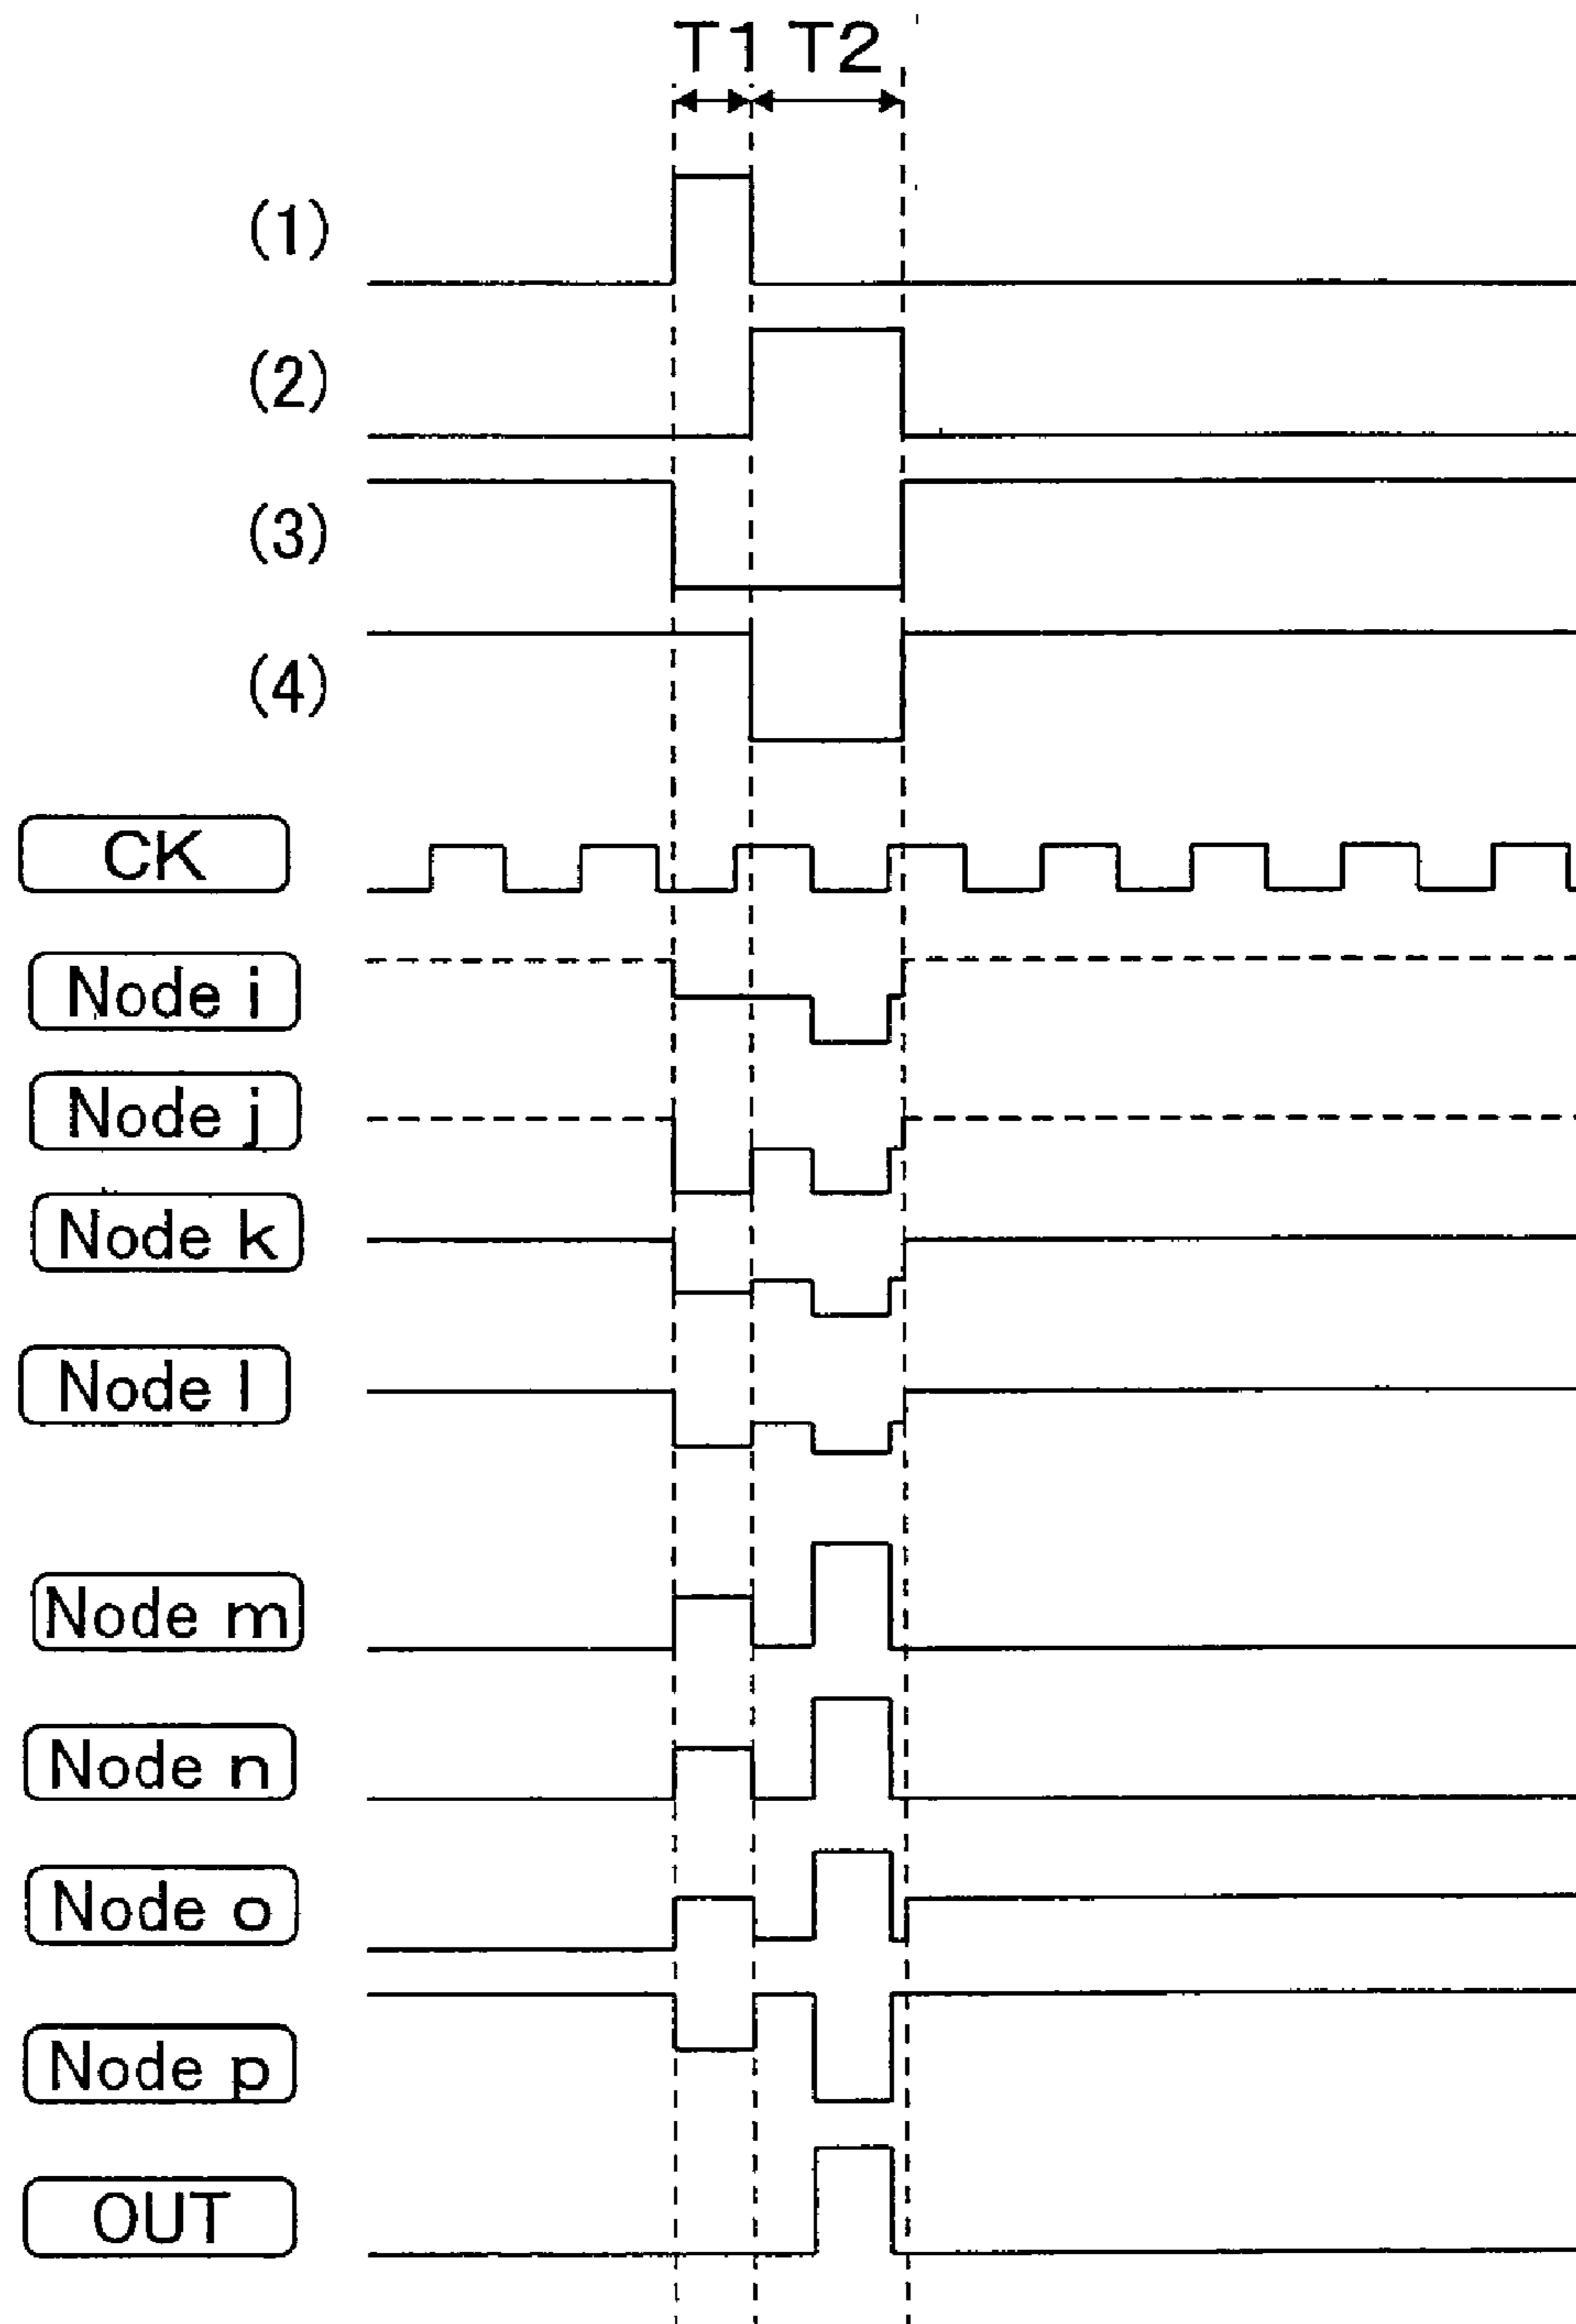 T1 T2
(1)
(2)
(3)
(4)
CK
Node i
Node j
Node k
Node l
Node m
Node n
Node o
Node p
OUT